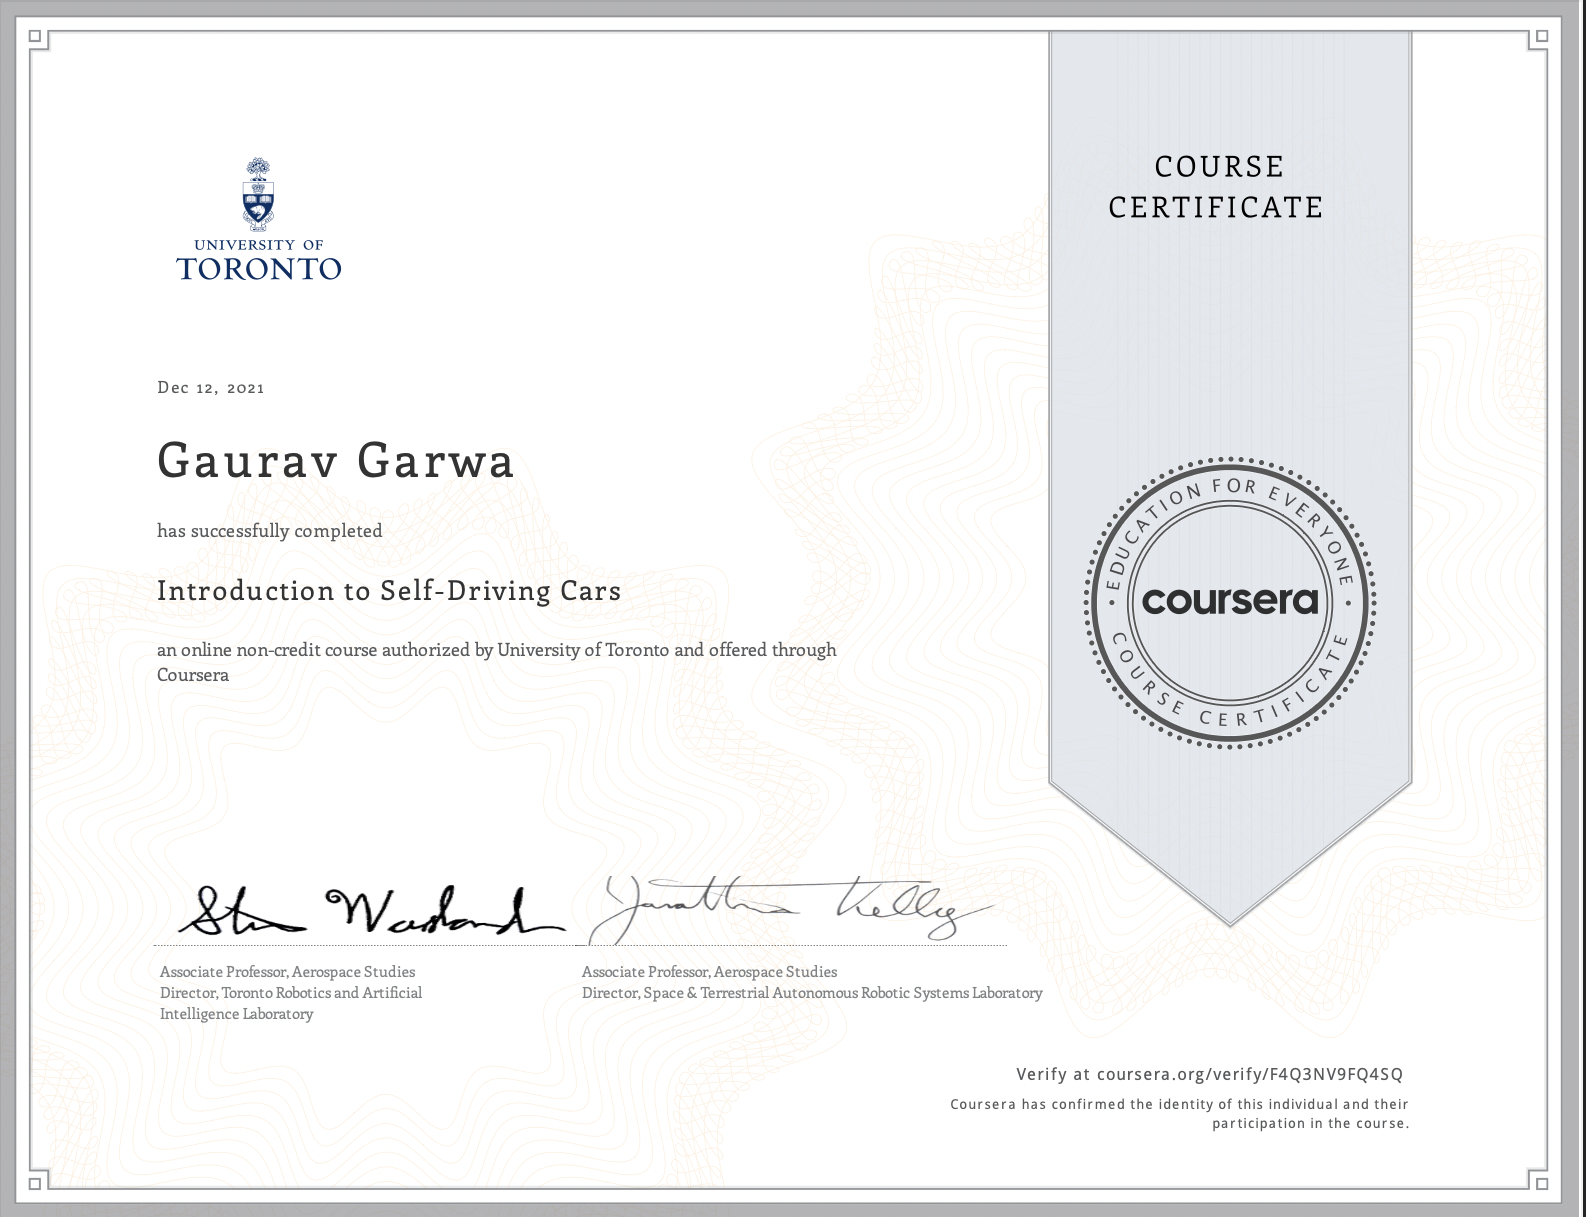 UNIVERSITY OF
TORONTO
COURSE
CERTIFICATE
Dec 12, 2021
Gaurav Garwa
has successfully completed
Introduction to Self-Driving Cars
an online non-credit course authorized by University of Toronto and offered through
Coursera
• EDUCATION FOR EVERYONE •
coursera
COURSE CERTIFICATE
Jonathan Kelly
Associate Professor, Aerospace Studies
Director, Toronto Robotics and Artificial
Intelligence Laboratory
Associate Professor, Aerospace Studies
Director, Space & Terrestrial Autonomous Robotic Systems Laboratory
Verify at coursera.org/verify/F4Q3NV9FQ4SQ
Coursera has confirmed the identity of this individual and their
participation in the course.